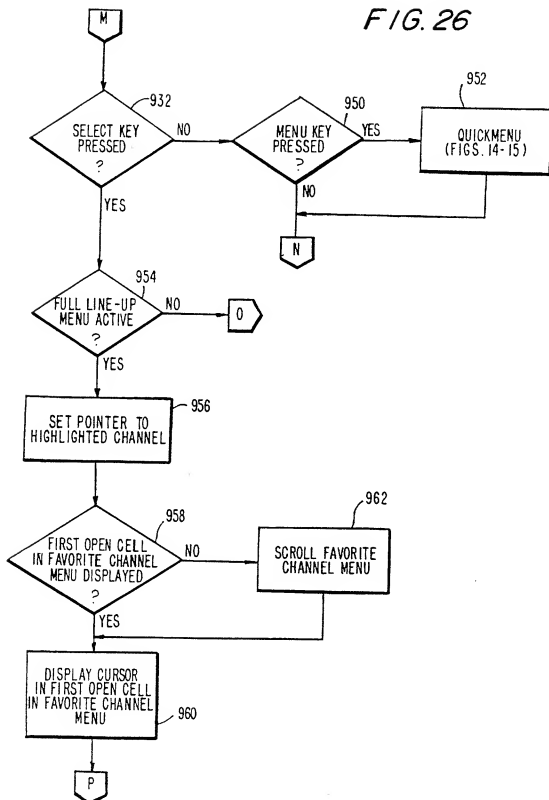 FIG. 26
M
932
SELECT KEY
PRESSED
?
NO
YES
950
MENU KEY
PRESSED
?
YES
NO
952
QUICKMENU
(FIGS. 14-15)
N
954
FULL LINE-UP
MENU ACTIVE
?
NO
O
YES
956
SET POINTER TO
HIGHLIGHTED CHANNEL
958
FIRST OPEN CELL
IN FAVORITE CHANNEL
MENU DISPLAYED
?
NO
YES
962
SCROLL FAVORITE
CHANNEL MENU
DISPLAY CURSOR
IN FIRST OPEN CELL
IN FAVORITE CHANNEL
MENU
960
P